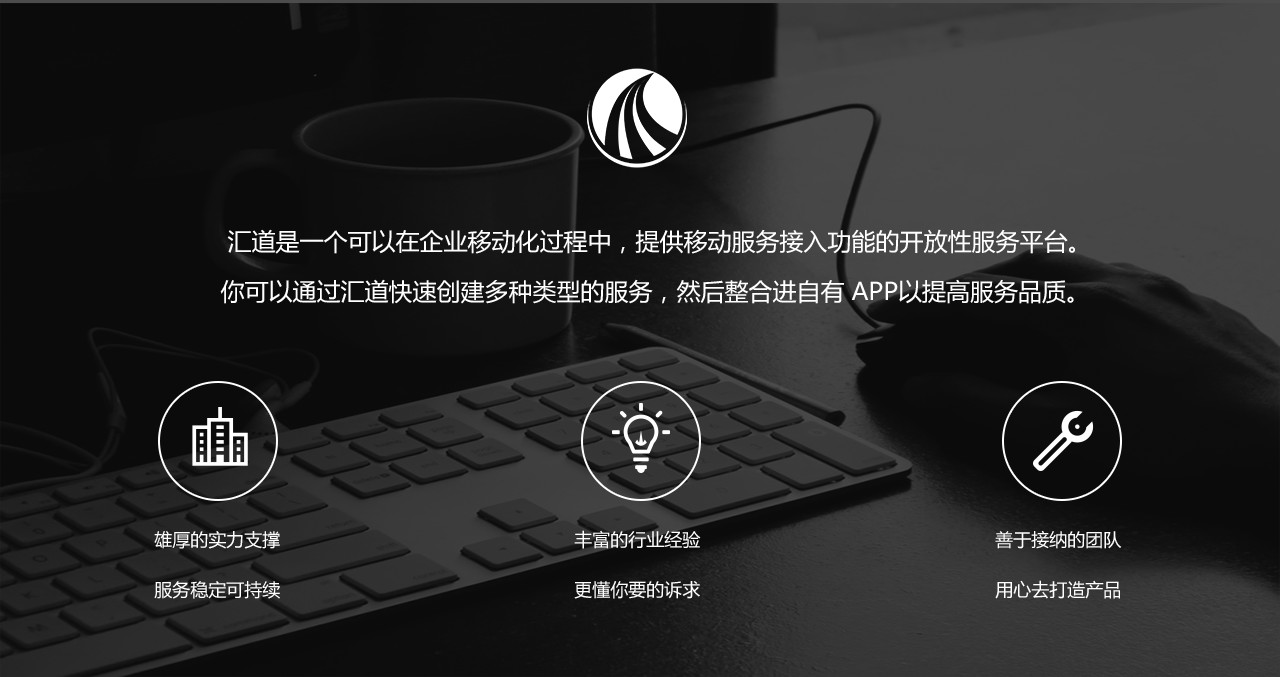 汇道是一个可以在企业移动化过程中，提供移动服务接入功能的开放性服务平台。
你可以通过汇道快速创建多种类型的服务，然后整合进自有 APP以提高服务品质。
雄厚的实力支撑
服务稳定可持续
丰富的行业经验
更懂你要的诉求
善于接纳的团队
用心去打造产品